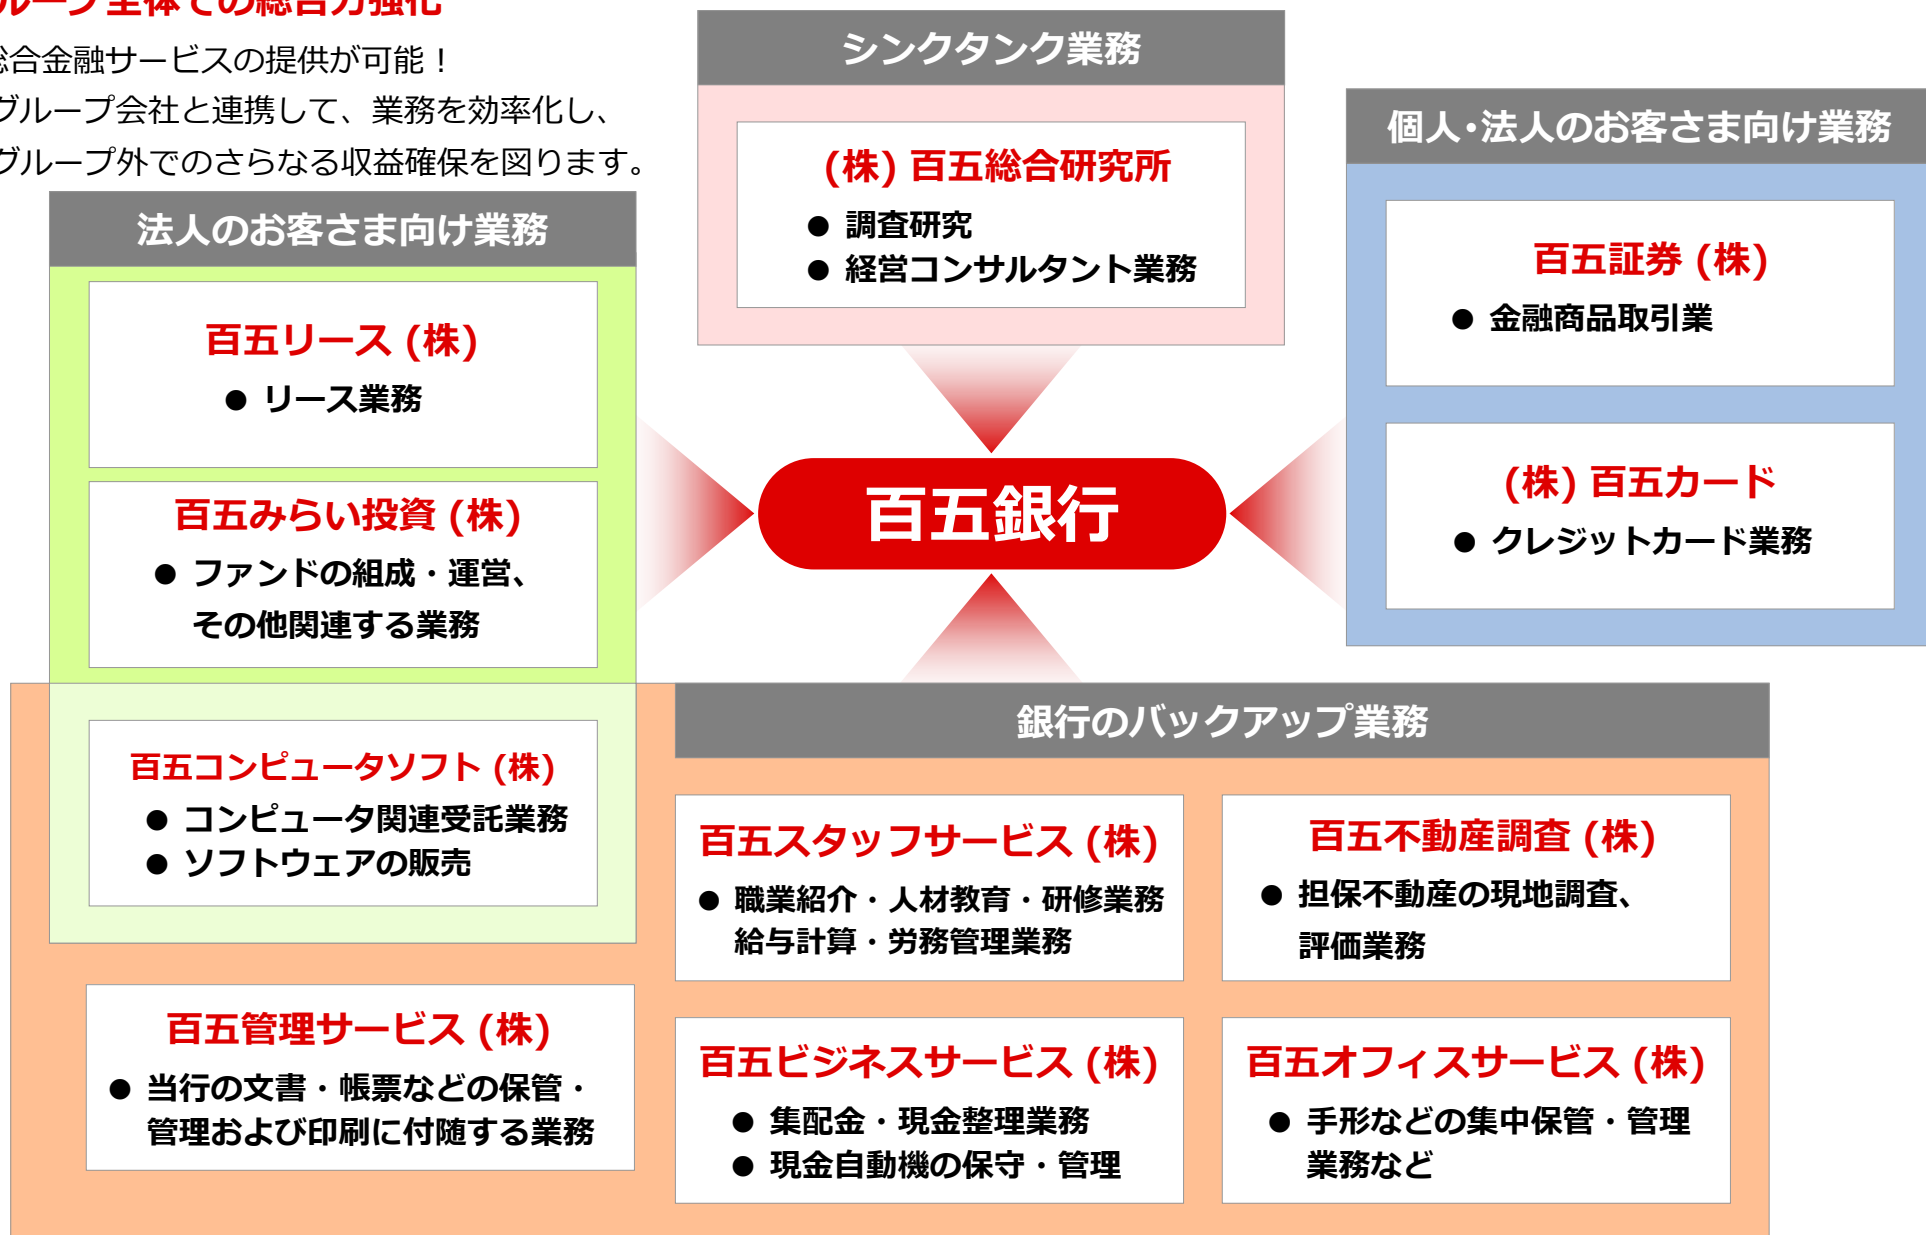 ループ全体での総合力強化
総合金融サービスの提供が可能！
グループ会社と連携して、業務を効率化し、
グループ外でのさらなる収益確保を図ります。
シンクタンク業務
(株) 百五総合研究所
● 調査研究
● 経営コンサルタント業務
個人・法人のお客さま向け業務
百五証券 (株)
● 金融商品取引業
(株) 百五カード
● クレジットカード業務
法人のお客さま向け業務
百五リース (株)
● リース業務
百五みらい投資 (株)
● ファンドの組成・運営、
その他関連する業務
百五銀行
百五コンピュータソフト (株)
● コンピュータ関連受託業務
● ソフトウェアの販売
銀行のバックアップ業務
百五スタッフサービス (株)
● 職業紹介・人材教育・研修業務
給与計算・労務管理業務
百五不動産調査 (株)
● 担保不動産の現地調査、
評価業務
百五管理サービス (株)
● 当行の文書・帳票などの保管・
管理および印刷に付随する業務
百五ビジネスサービス (株)
● 集配金・現金整理業務
● 現金自動機の保守・管理
百五オフィスサービス (株)
● 手形などの集中保管・管理
業務など